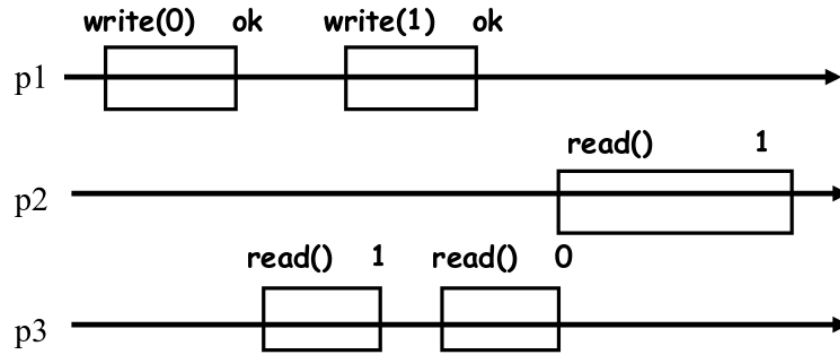 write(0) ok write(1) ok
p1
read() 1
p2
read() 1 read() 0
p3